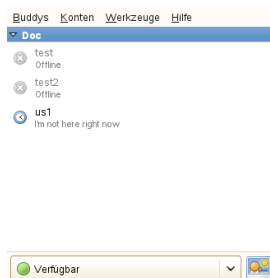 Buddys Konten Werkzeuge Hilfe
Doc
test
Offline
test2
Offline
us1
I'm not here right now
Verfügbar